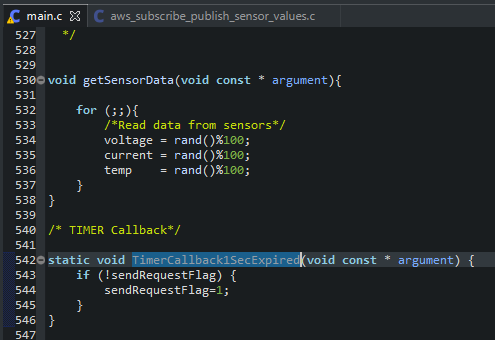 main.c aws_subscribe_publish_sensor_values.c
527 */
528
529
530 void getSensorData(void const * argument){
531
532 for (;;){
533 /*Read data from sensors*/
534 voltage = rand()%100;
535 current = rand()%100;
536 temp    = rand()%100;
537 }
538 }
539
540 /* TIMER Callback*/
541
542 static void TimerCallback1SecExpired(void const * argument) {
543 if (!sendRequestFlag) {
544 sendRequestFlag=1;
545 }
546 }
547